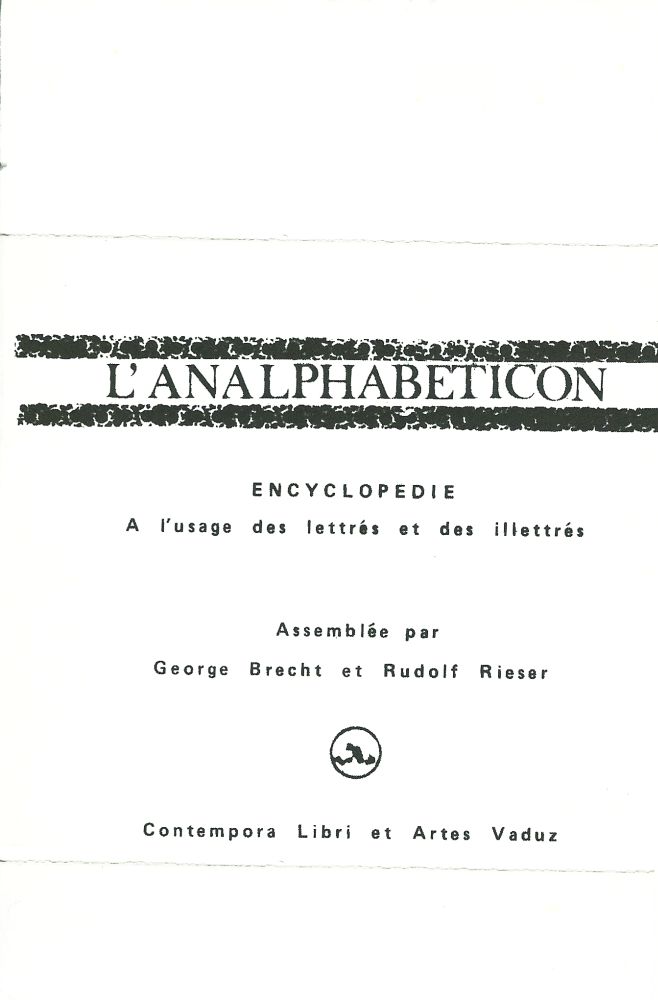 L'ANALPHABETICON
ENCYCLOPEDIE
A l'usage des lettrés et des illettrés
Assemblée par
George Brecht et Rudolf Rieser
Contempora Libri et Artes Vaduz